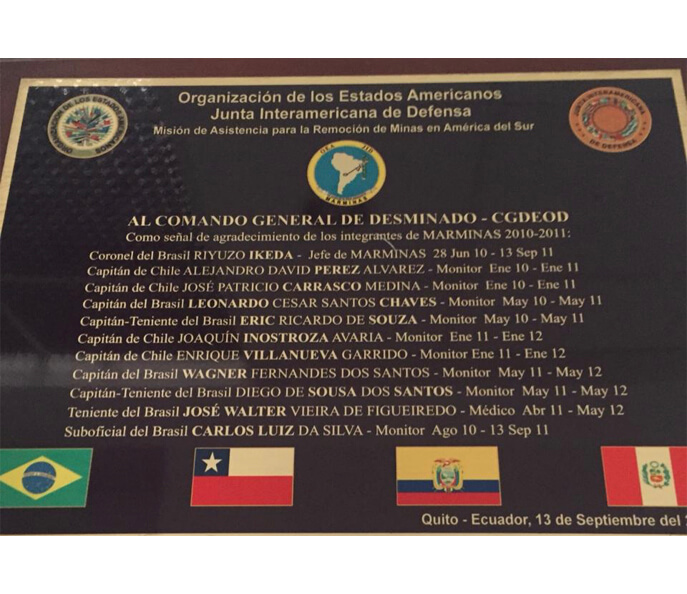 Organización de los Estados Americanos
Junta Interamericana de Defensa
Misión de Asistencia para la Remoción de Minas en América del Sur
JUNTA INTERAMERICANA
DE DEFENSA
OEA JID
MARMINAS
AL COMANDO GENERAL DE DESMINADO - CGDEOD
Como señal de agradecimiento de los integrantes de MARMINAS 2010-2011:
Coronel del Brasil RIYUZO IKEDA - Jefe de MARMINAS 28 Jun 10 - 13 Sep 11
Capitán de Chile ALEJANDRO DAVID PEREZ ALVAREZ - Monitor Ene 10 - Ene 11
Capitán de Chile JOSÉ PATRICIO CARRASCO MEDINA - Monitor Ene 10 - Ene 11
Capitán del Brasil LEONARDO CESAR SANTOS CHAVES - Monitor May 10 - May 11
Capitán-Teniente del Brasil ERIC RICARDO DE SOUZA - Monitor May 10 - May 11
Capitán de Chile JOAQUÍN INOSTROZA AVARIA - Monitor Ene 11 - Ene 12
Capitán de Chile ENRIQUE VILLANUEVA GARRIDO - Monitor Ene 11 - Ene 12
Capitán del Brasil WAGNER FERNANDES DOS SANTOS - Monitor May 11 - May 12
Capitán-Teniente del Brasil DIEGO DE SOUSA DOS SANTOS - Monitor May 11 - May 12
Teniente del Brasil JOSÉ WALTER VIEIRA DE FIGUEIREDO - Médico Abr 11 - May 12
Suboficial del Brasil CARLOS LUIZ DA SILVA - Monitor Ago 10 - 13 Sep 11
Quito - Ecuador, 13 de Septiembre del